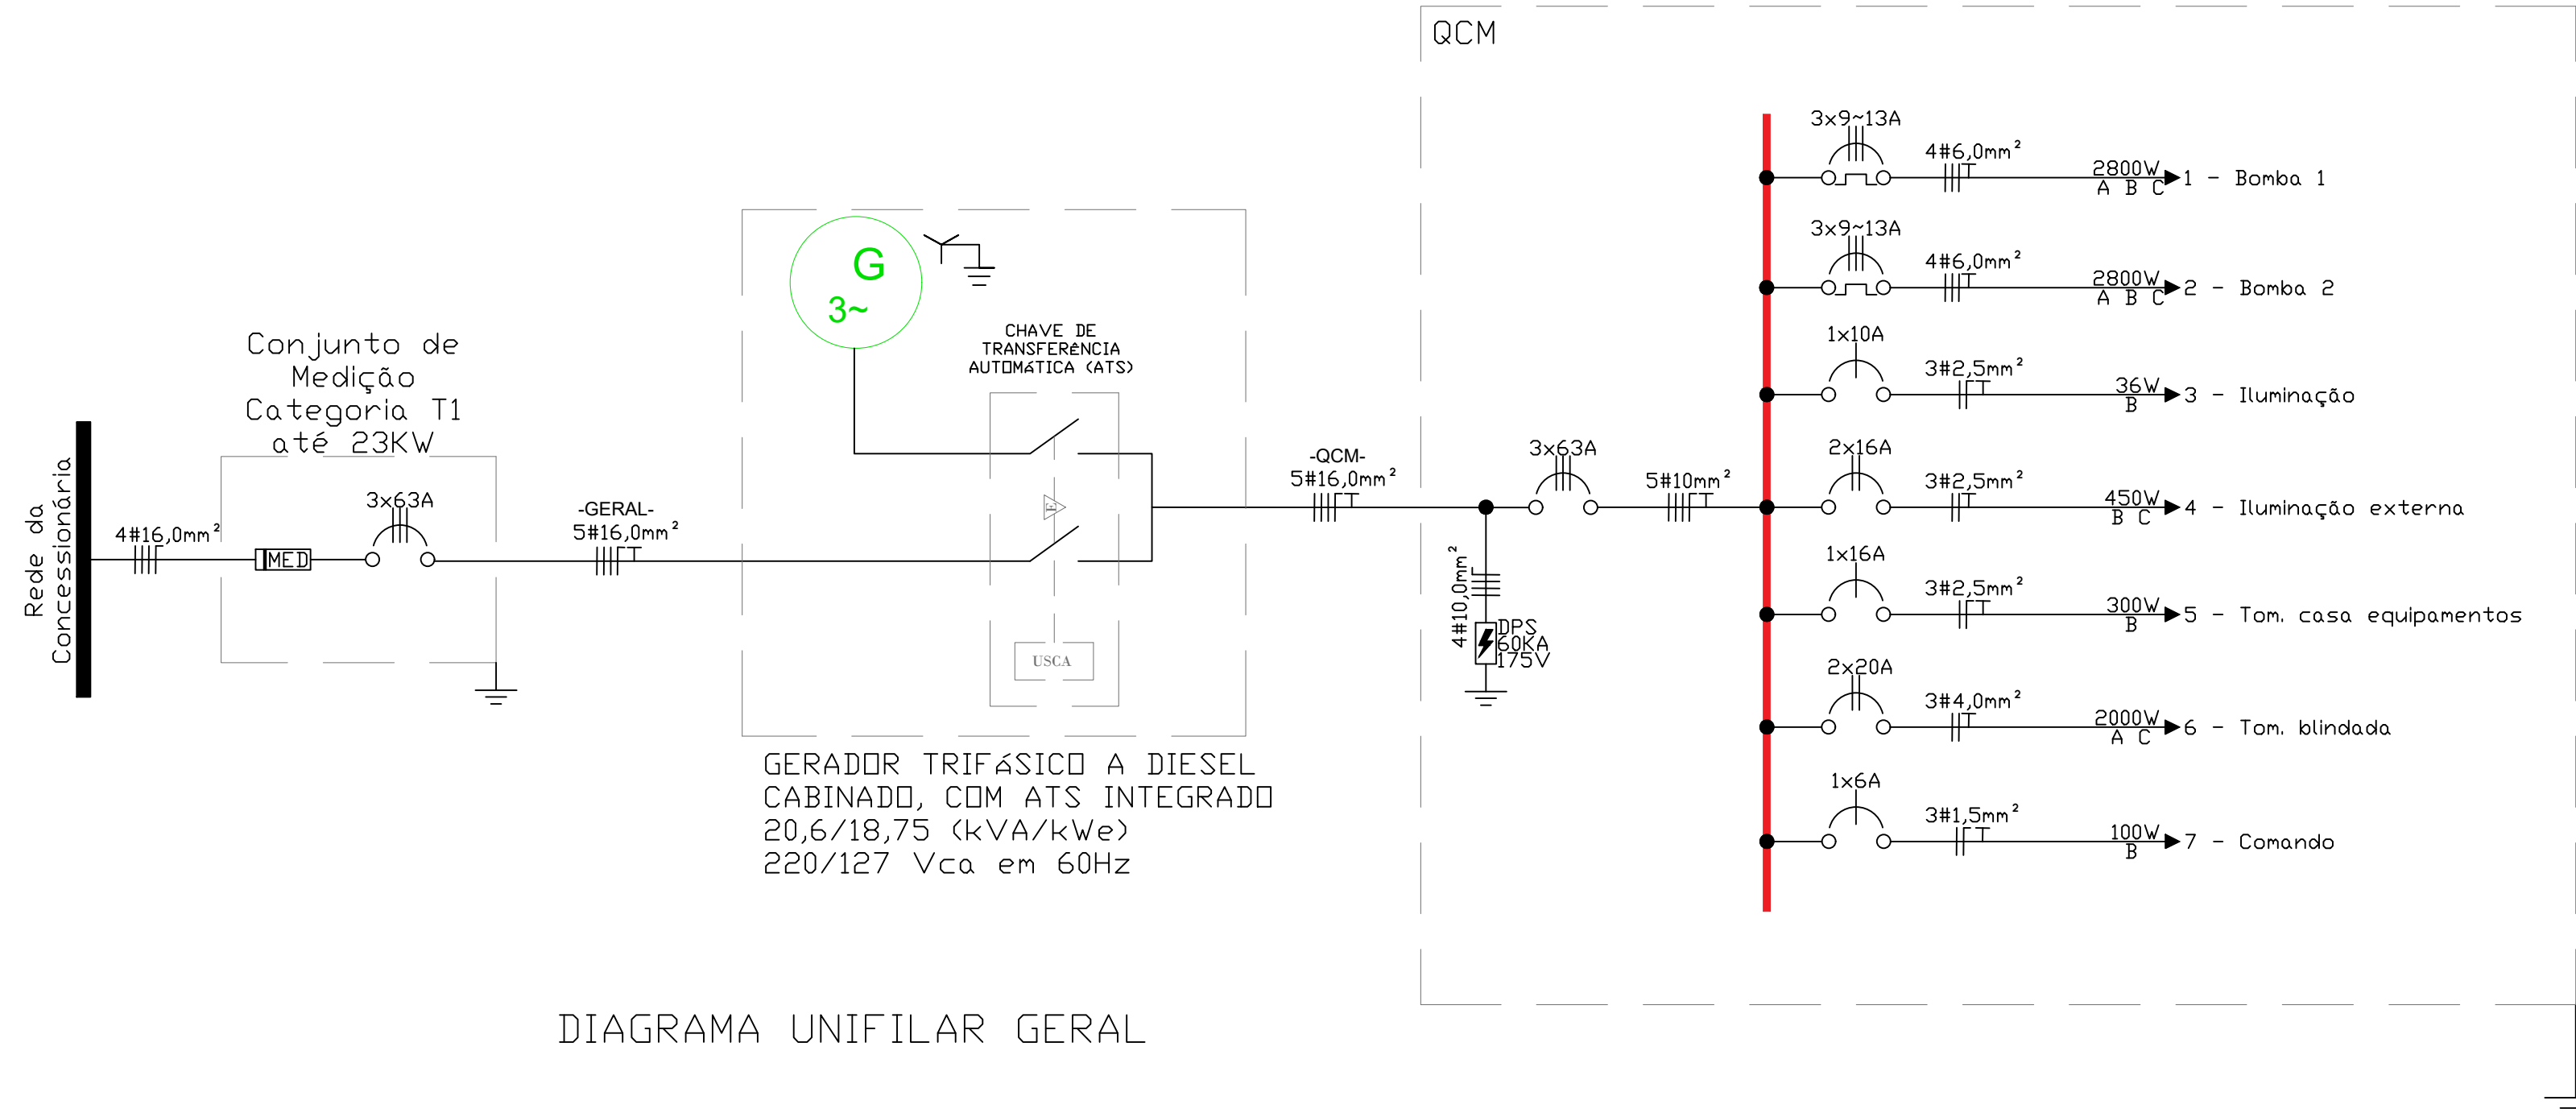 QCM
Rede da
Concessionária
4#16,0mm²
Conjunto de
Medição
Categoria T1
até 23KW
MED
3x63A
-GERAL-
5#16,0mm²
G
3~
CHAVE DE
TRANSFERÊNCIA
AUTOMáTICA (ATS)
E
USCA
GERADOR TRIFáSICO A DIESEL
CABINADO, COM ATS INTEGRADO
20,6/18,75 (kVA/kWe)
220/127 Vca em 60Hz
-QCM-
5#16,0mm²
4#10,0mm²
DPS
60KA
175V
3x63A
5#10mm²
3x9~13A
4#6,0mm²
2800W
A B C
1 - Bomba 1
3x9~13A
4#6,0mm²
2800W
A B C
2 - Bomba 2
1x10A
3#2,5mm²
36W
B
3 - Iluminação
2x16A
3#2,5mm²
450W
B C
4 - Iluminação externa
1x16A
3#2,5mm²
300W
B
5 - Tom. casa equipamentos
2x20A
3#4,0mm²
2000W
A C
6 - Tom. blindada
1x6A
3#1,5mm²
100W
B
7 - Comando
DIAGRAMA UNIFILAR GERAL